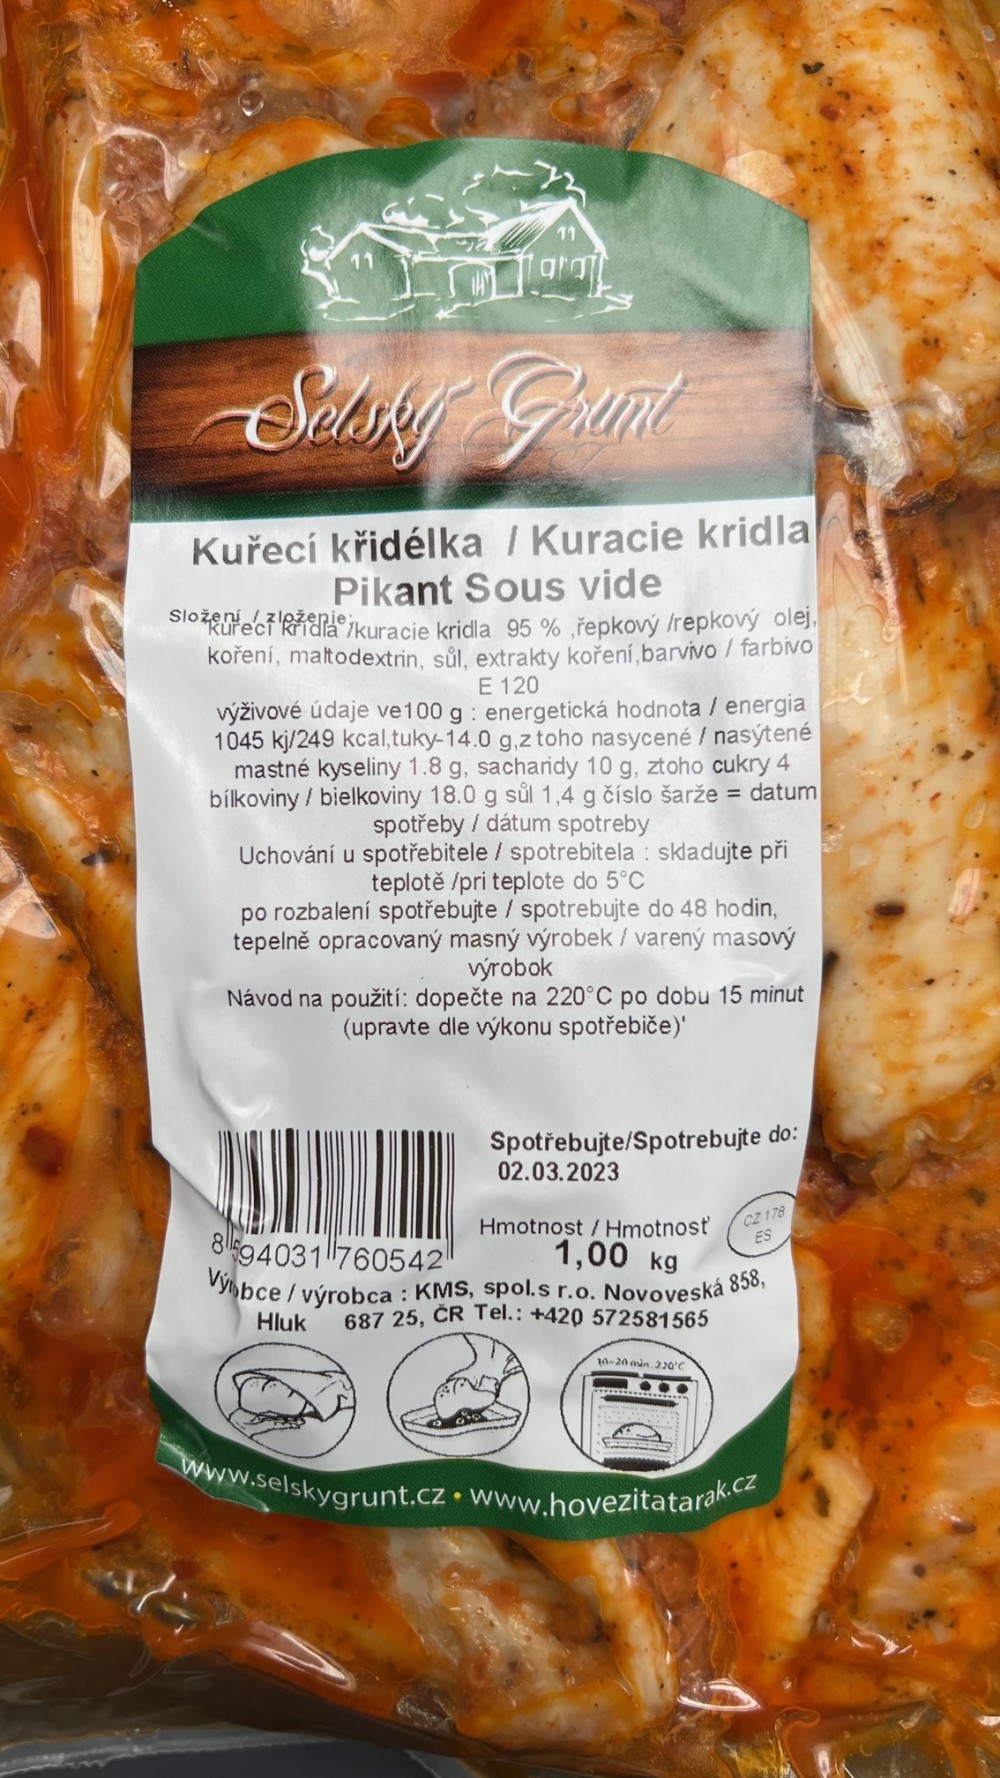 Selský Grunt
Kuřecí křidélka / Kuracie kridla
Pikant Sous vide
Složení / zloženie:
kuřecí křídla /kuracie kridla 95 % ,řepkový /repkový olej,
koření, maltodextrin, sůl, extrakty koření,barvivo / farbivo
E 120
výživové údaje ve100 g : energetická hodnota / energia
1045 kj/249 kcal,tuky-14.0 g,z toho nasycené / nasýtené
mastné kyseliny 1.8 g, sacharidy 10 g, ztoho cukry 4
bílkoviny / bielkoviny 18.0 g sůl 1,4 g číslo šarže = datum
spotřeby / dátum spotreby
Uchování u spotřebitele / spotrebitela : skladujte při
teplotě /pri teplote do 5°C
po rozbalení spotřebujte / spotrebujte do 48 hodin,
tepelně opracovaný masný výrobek / varený masový
výrobok
Návod na použití: dopečte na 220°C po dobu 15 minut
(upravte dle výkonu spotřebiče)'
Spotřebujte/Spotrebujte do:
02.03.2023
Hmotnost / Hmotnosť
1,00 kg
CZ 178
ES
8 594031 760542
Výrobce / výrobca : KMS, spol.s r.o. Novoveská 858,
Hluk 687 25, ČR Tel.: +420 572581565
10-20 min. 220°C
www.selskygrunt.cz • www.hovezitatarak.cz